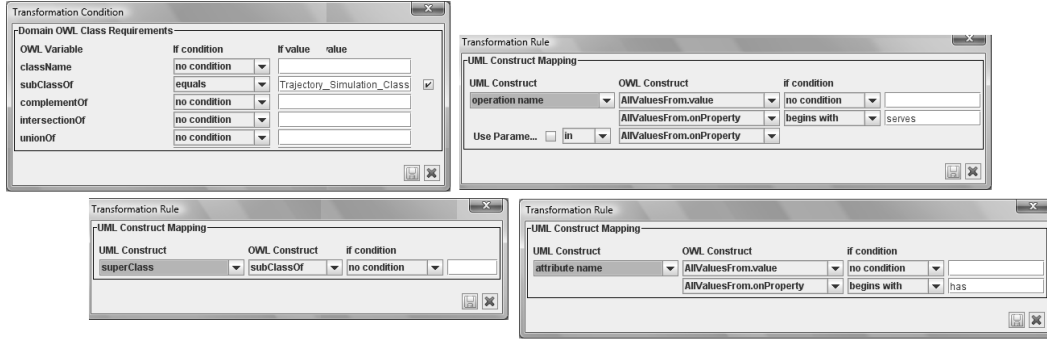 Transformation Condition
Domain OWL Class Requirements
OWL Variable If condition If value value
className no condition
subClassOf equals Trajectory_Simulation_Class
complementOf no condition
intersectionOf no condition
unionOf no condition
Transformation Rule
UML Construct Mapping
UML Construct OWL Construct if condition
operation name AllValuesFrom.value no condition
AllValuesFrom.onProperty begins with serves
Use Parame... in AllValuesFrom.onProperty
Transformation Rule
UML Construct Mapping
UML Construct OWL Construct if condition
superClass subClassOf no condition
Transformation Rule
UML Construct Mapping
UML Construct OWL Construct if condition
attribute name AllValuesFrom.value no condition
AllValuesFrom.onProperty begins with has